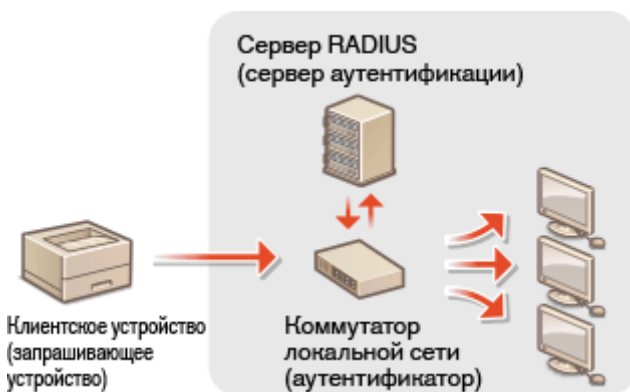 Сервер RADIUS
(сервер аутентификации)
Клиентское устройство
(запрашивающее
устройство)
Коммутатор
локальной сети
(аутентификатор)